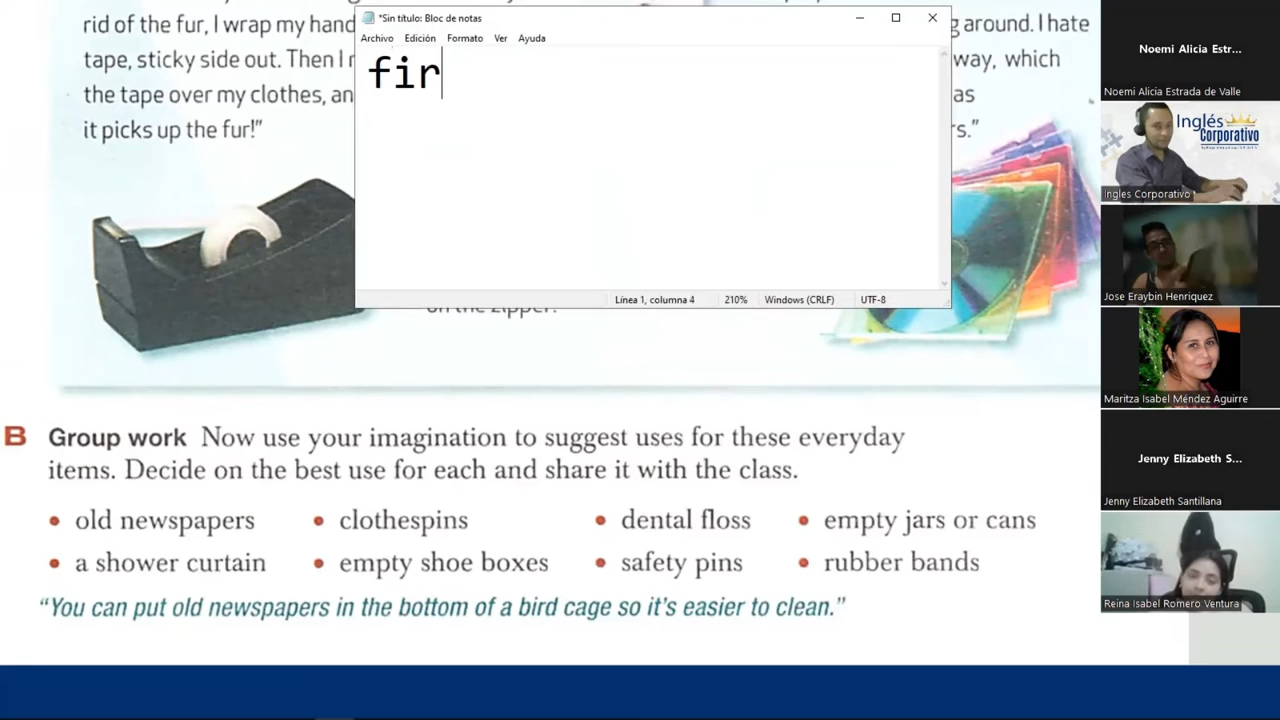 rid of the fur, I wrap my hand
tape, sticky side out. Then I r
the tape over my clothes, an
it picks up the fur!"
*Sin título: Bloc de notas
Archivo Edición Formato Ver Ayuda
fir
Línea 1, columna 4 210% Windows (CRLF) UTF-8
g around. I hate
way, which
as
rs."
on the zipper.
B Group work Now use your imagination to suggest uses for these everyday
items. Decide on the best use for each and share it with the class.
• old newspapers • clothespins • dental floss • empty jars or cans
• a shower curtain • empty shoe boxes • safety pins • rubber bands
"You can put old newspapers in the bottom of a bird cage so it's easier to clean."
Noemi Alicia Estr...
Noemi Alicia Estrada de Valle
Inglés
Corporativo
Ingles Corporativo
Jose Eraybin Henriquez
Maritza Isabel Méndez Aguirre
Jenny Elizabeth S...
Jenny Elizabeth Santillana
Reina Isabel Romero Ventura